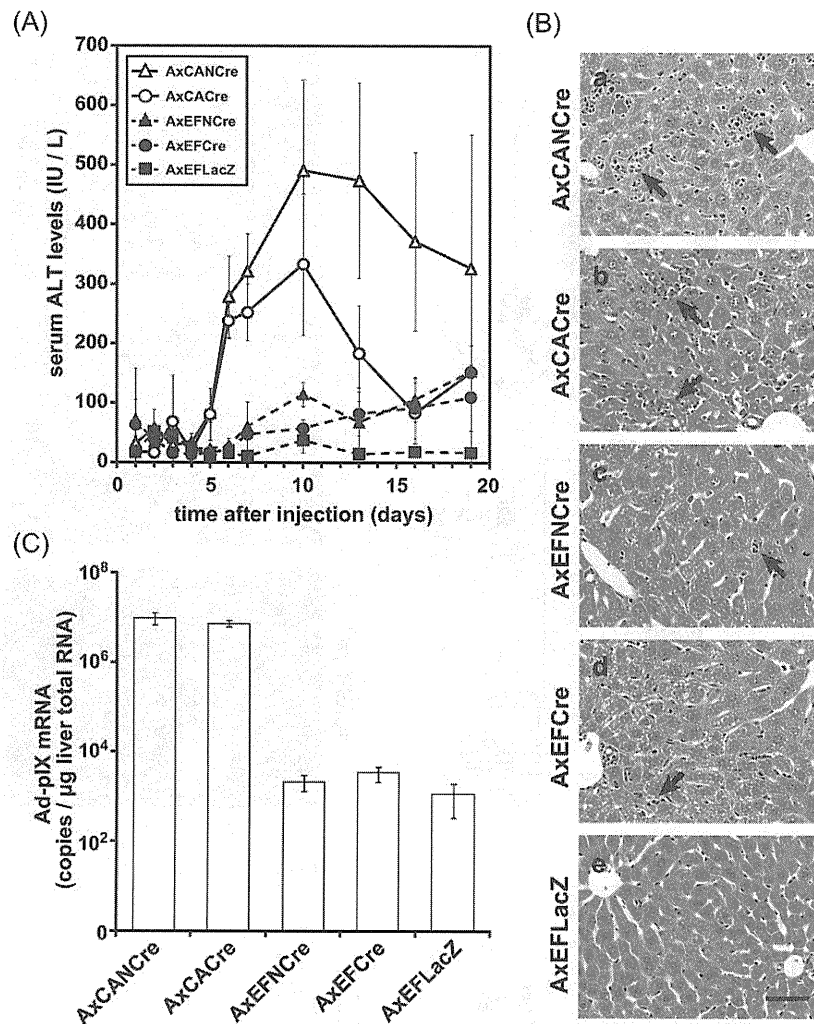 (A)
700
600
500
400
300
200
100
0
serum ALT levels (IU / L)
AxCANCre
AxCACre
AxEFNCre
AxEFCre
AxEFLacZ
0
5
10
15
20
time after injection (days)
(B)
AxCANCre
a
AxCACre
b
AxEFNCre
c
AxEFCre
d
AxEFLacZ
e
(C)
10⁸
10⁶
10⁴
10²
0
Ad-pIX mRNA
(copies / µg liver total RNA)
AxCANCre
AxCACre
AxEFNCre
AxEFCre
AxEFLacZ